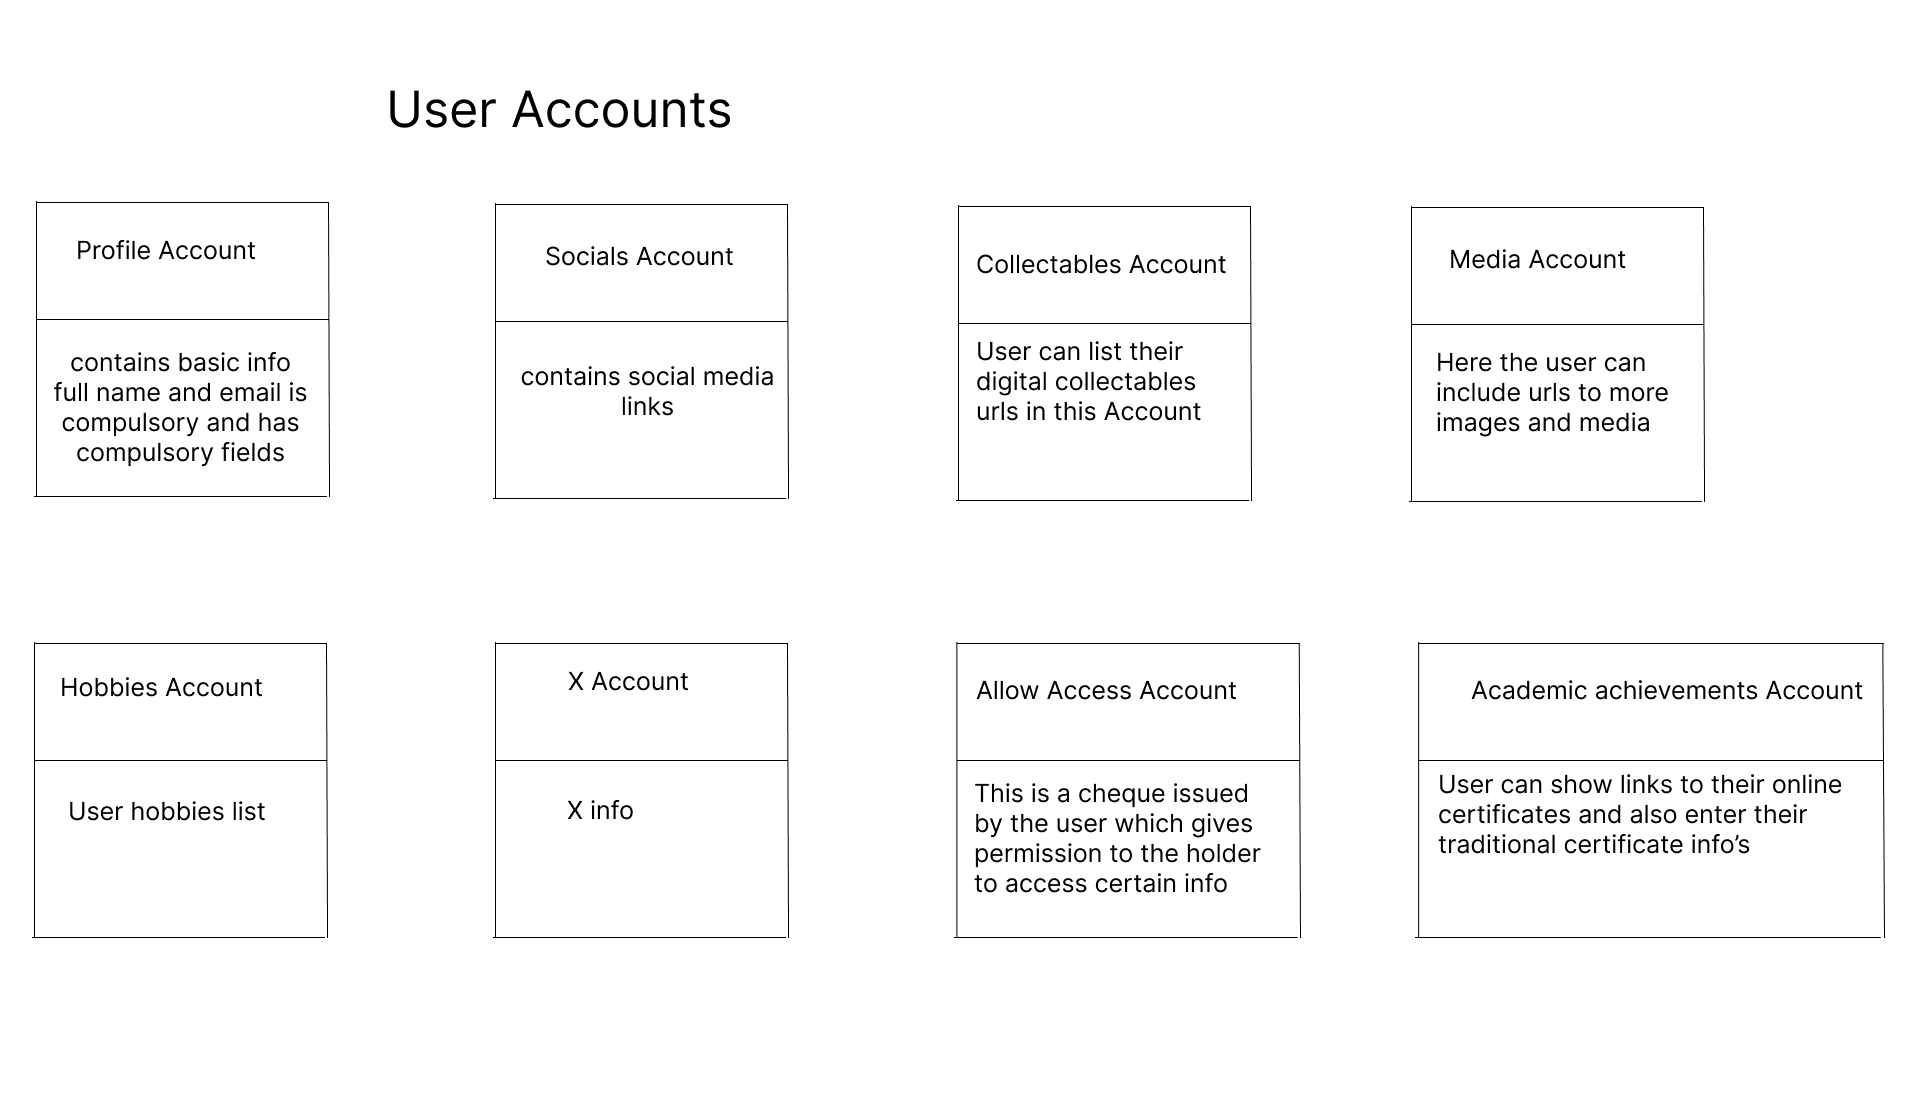 User Accounts
Profile Account
contains basic info
full name and email is
compulsory and has
compulsory fields
Socials Account
contains social media
links
Collectables Account
User can list their
digital collectables
urls in this Account
Media Account
Here the user can
include urls to more
images and media
Hobbies Account
User hobbies list
X Account
X info
Allow Access Account
This is a cheque issued
by the user which gives
permission to the holder
to access certain info
Academic achievements Account
User can show links to their online
certificates and also enter their
traditional certificate info’s